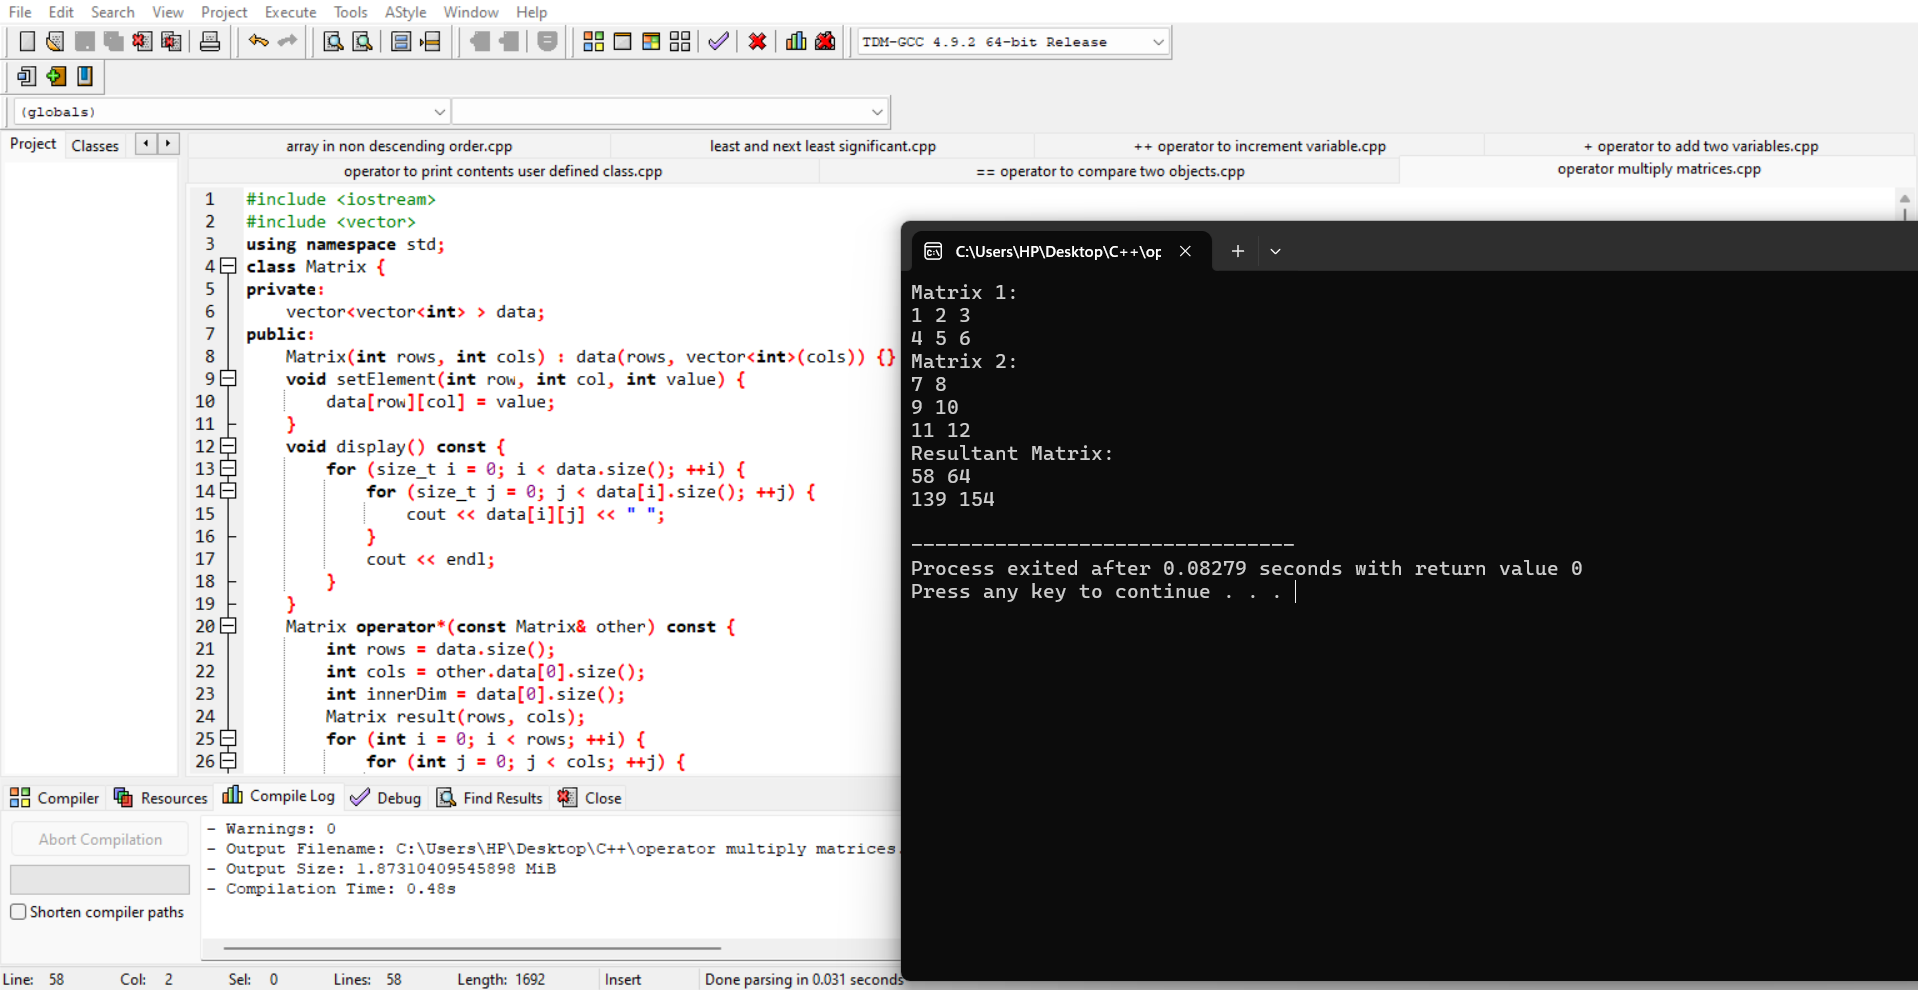 File Edit Search View Project Execute Tools AStyle Window Help
TDM-GCC 4.9.2 64-bit Release
(globals)
Project Classes
array in non descending order.cpp least and next least significant.cpp ++ operator to increment variable.cpp + operator to add two variables.cpp
operator to print contents user defined class.cpp == operator to compare two objects.cpp operator multiply matrices.cpp
1 #include <iostream>
2 #include <vector>
3 using namespace std;
4 class Matrix {
5 private:
6 vector<vector<int> > data;
7 public:
8 Matrix(int rows, int cols) : data(rows, vector<int>(cols)) {}
9 void setElement(int row, int col, int value) {
10 data[row][col] = value;
11 }
12 void display() const {
13 for (size_t i = 0; i < data.size(); ++i) {
14 for (size_t j = 0; j < data[i].size(); ++j) {
15 cout << data[i][j] << " ";
16 }
17 cout << endl;
18 }
19 }
20 Matrix operator*(const Matrix& other) const {
21 int rows = data.size();
22 int cols = other.data[0].size();
23 int innerDim = data[0].size();
24 Matrix result(rows, cols);
25 for (int i = 0; i < rows; ++i) {
26 for (int j = 0; j < cols; ++j) {
C:\Users\HP\Desktop\C++\op
Matrix 1:
1 2 3
4 5 6
Matrix 2:
7 8
9 10
11 12
Resultant Matrix:
58 64
139 154
--------------------------------
Process exited after 0.08279 seconds with return value 0
Press any key to continue . . .
Compiler Resources Compile Log Debug Find Results Close
Abort Compilation
Shorten compiler paths
- Warnings: 0
- Output Filename: C:\Users\HP\Desktop\C++\operator multiply matrices.
- Output Size: 1.87310409545898 MiB
- Compilation Time: 0.48s
Line: 58 Col: 2 Sel: 0 Lines: 58 Length: 1692 Insert Done parsing in 0.031 seconds